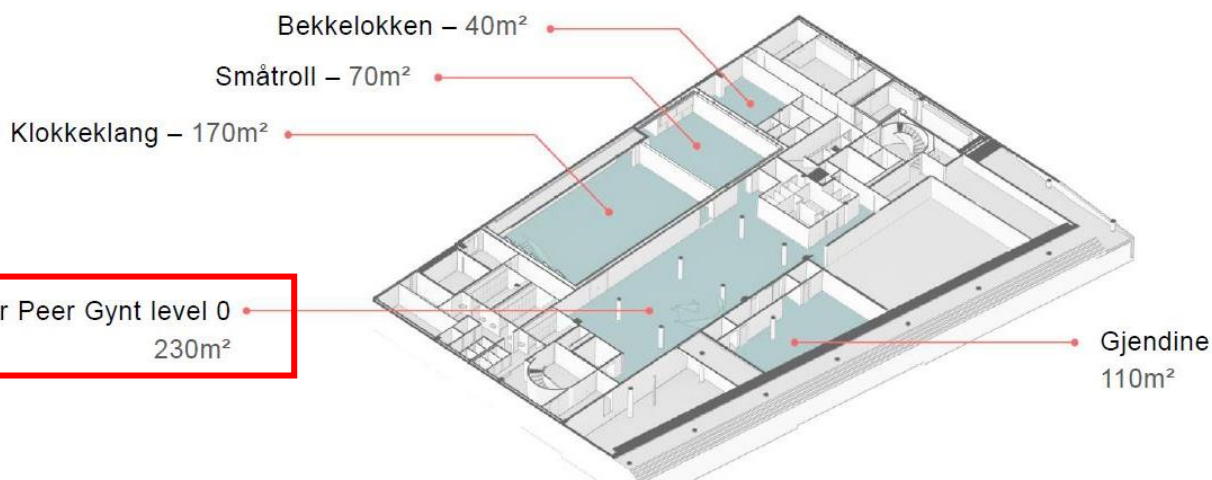 Bekkelokken – 40m²
Småtroll – 70m²
Klokkeklang – 170m²
r Peer Gynt level 0
230m²
Gjendine
110m²